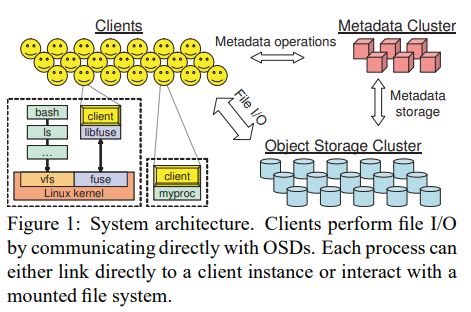 Clients
Metadata Cluster
Metadata operations
File I/O
Metadata
storage
Object Storage Cluster
bash
ls
...
client
libfuse
vfs
fuse
Linux kernel
client
myproc
Figure 1: System architecture. Clients perform file I/O
by communicating directly with OSDs. Each process can
either link directly to a client instance or interact with a
mounted file system.